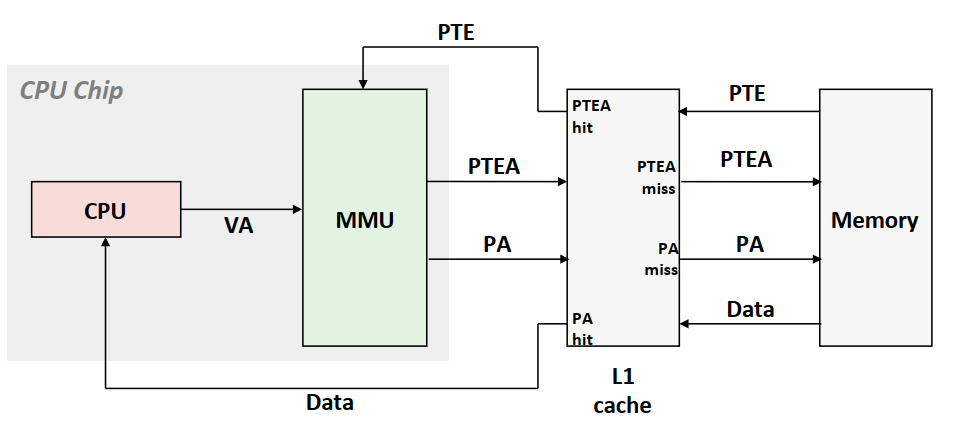 PTE
CPU Chip
PTEA
hit
PTE
PTEA
PTEA
miss
PTEA
CPU
VA
MMU
Memory
PA
PA
miss
PA
Data
PA
hit
L1
cache
Data